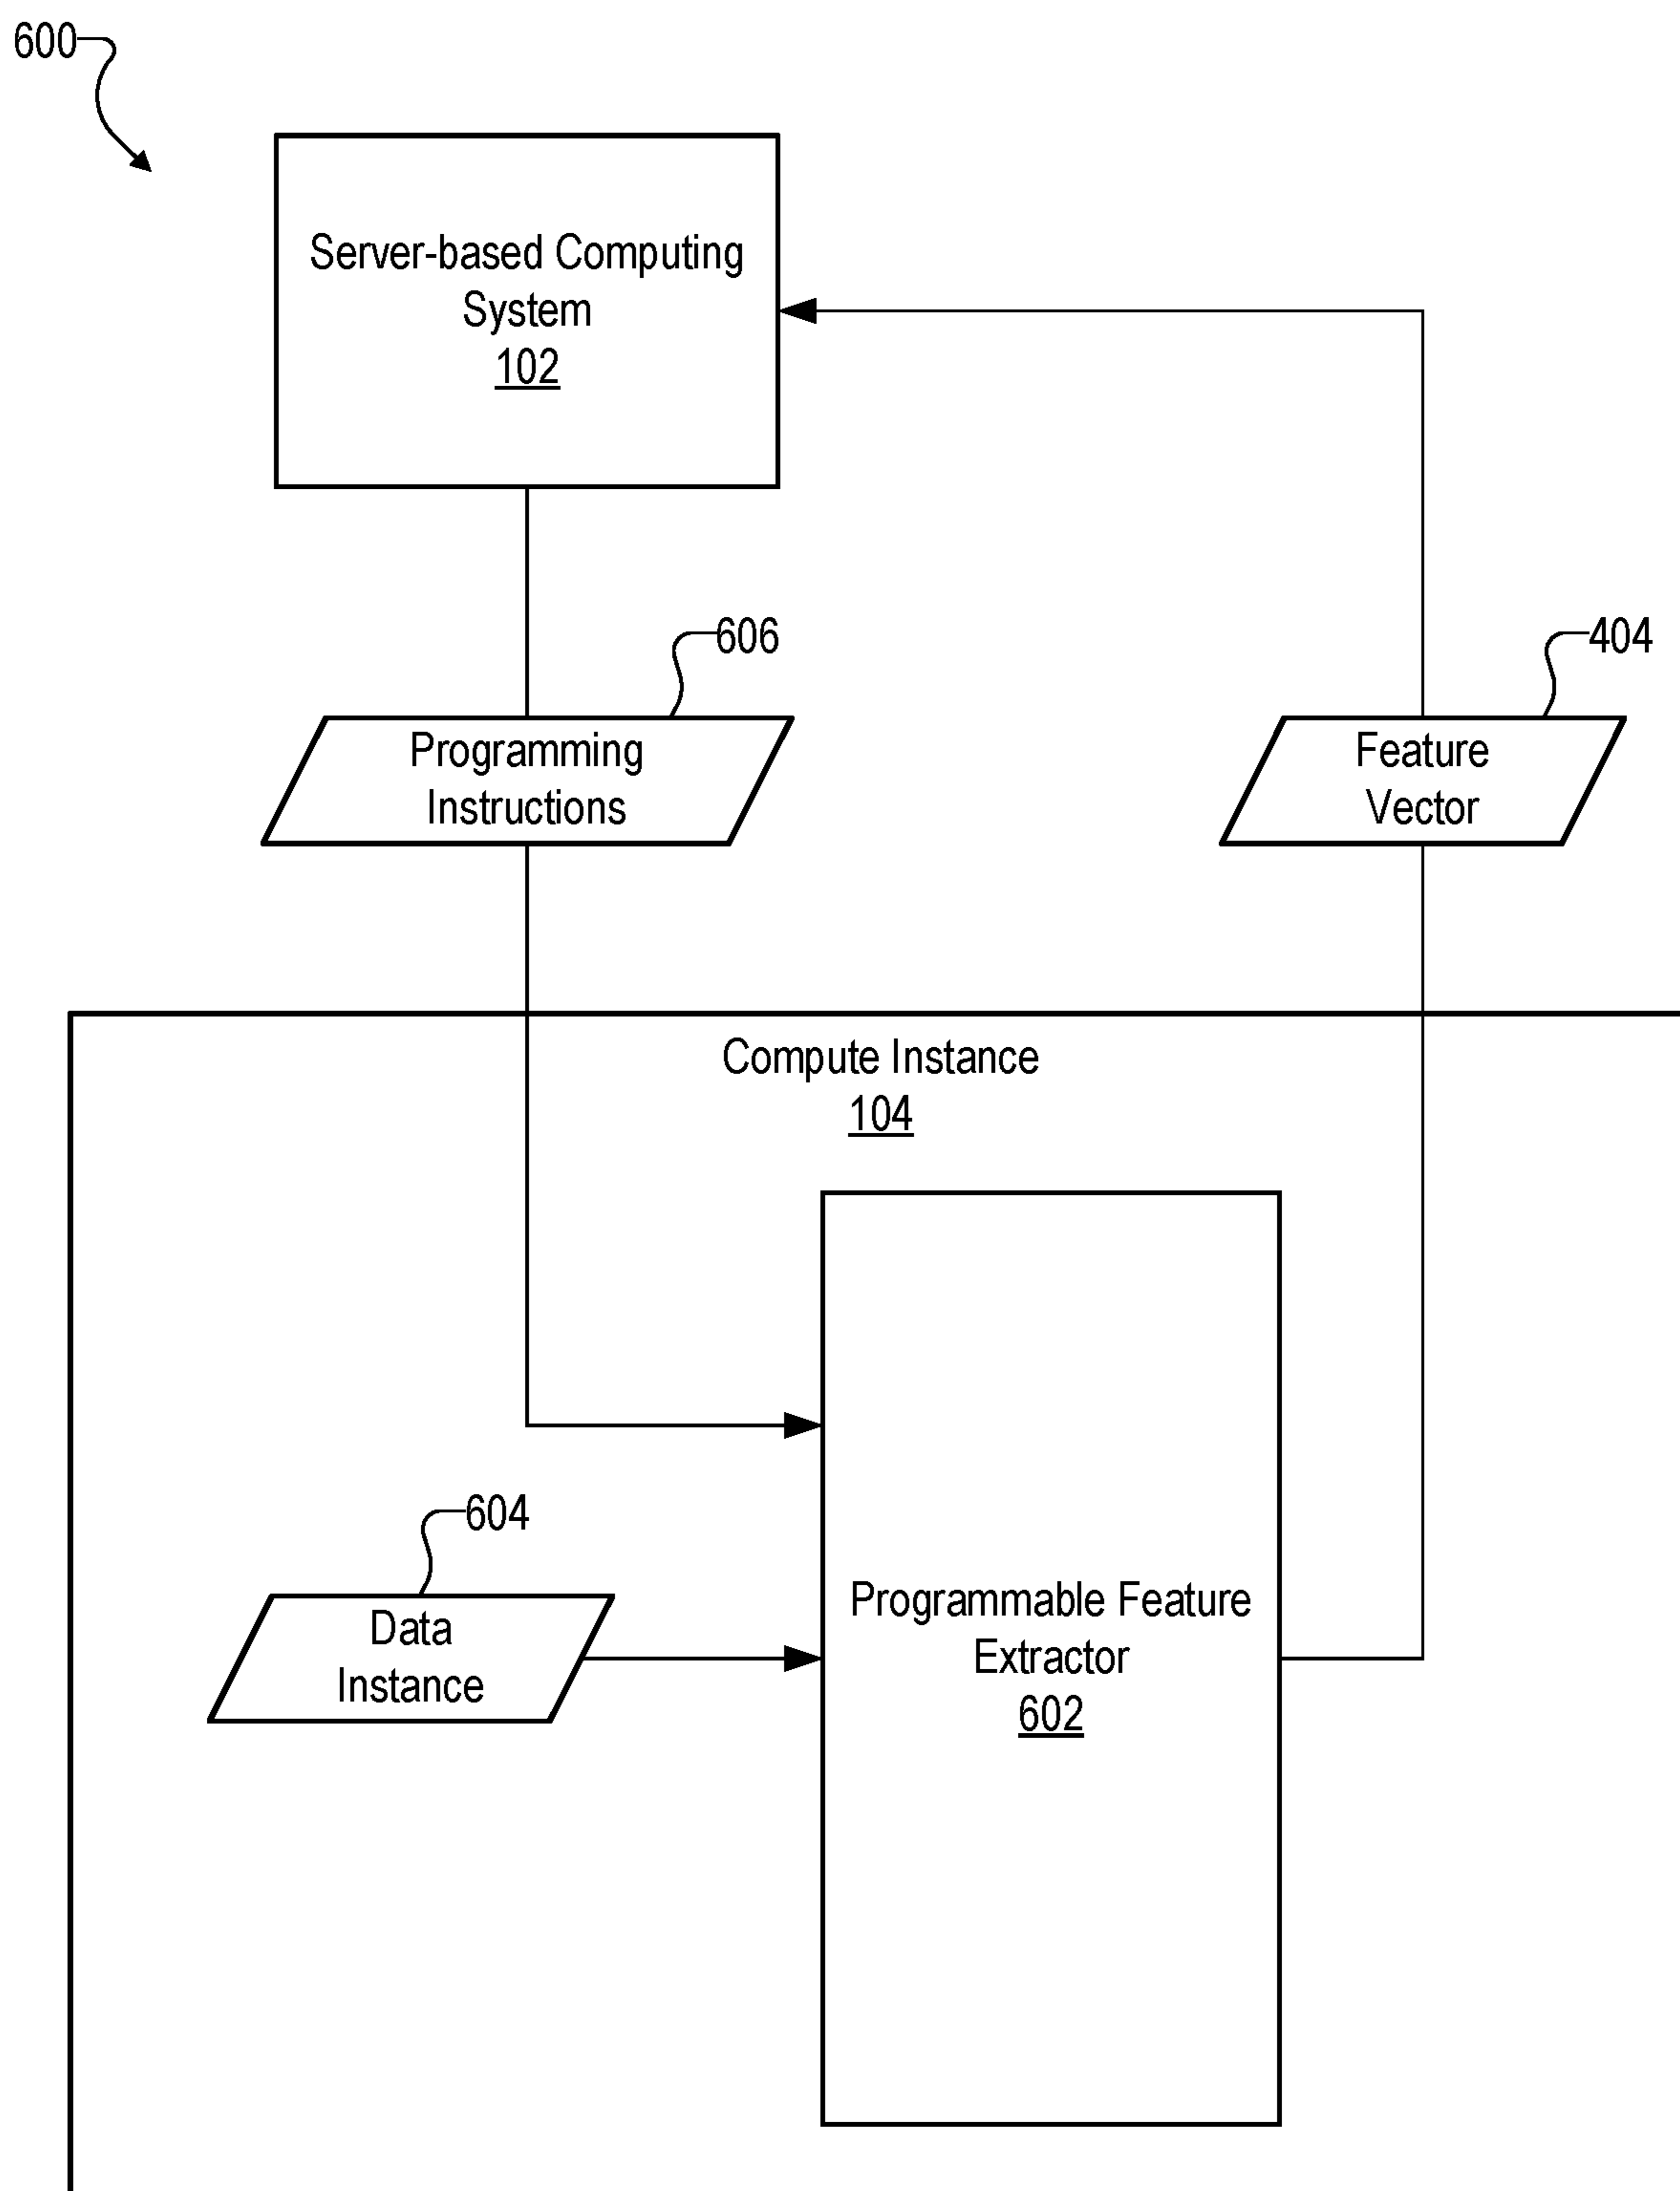 600
Server-based Computing
System
102
606
404
Programming
Instructions
Feature
Vector
Compute Instance
104
604
Data
Instance
Programmable Feature
Extractor
602